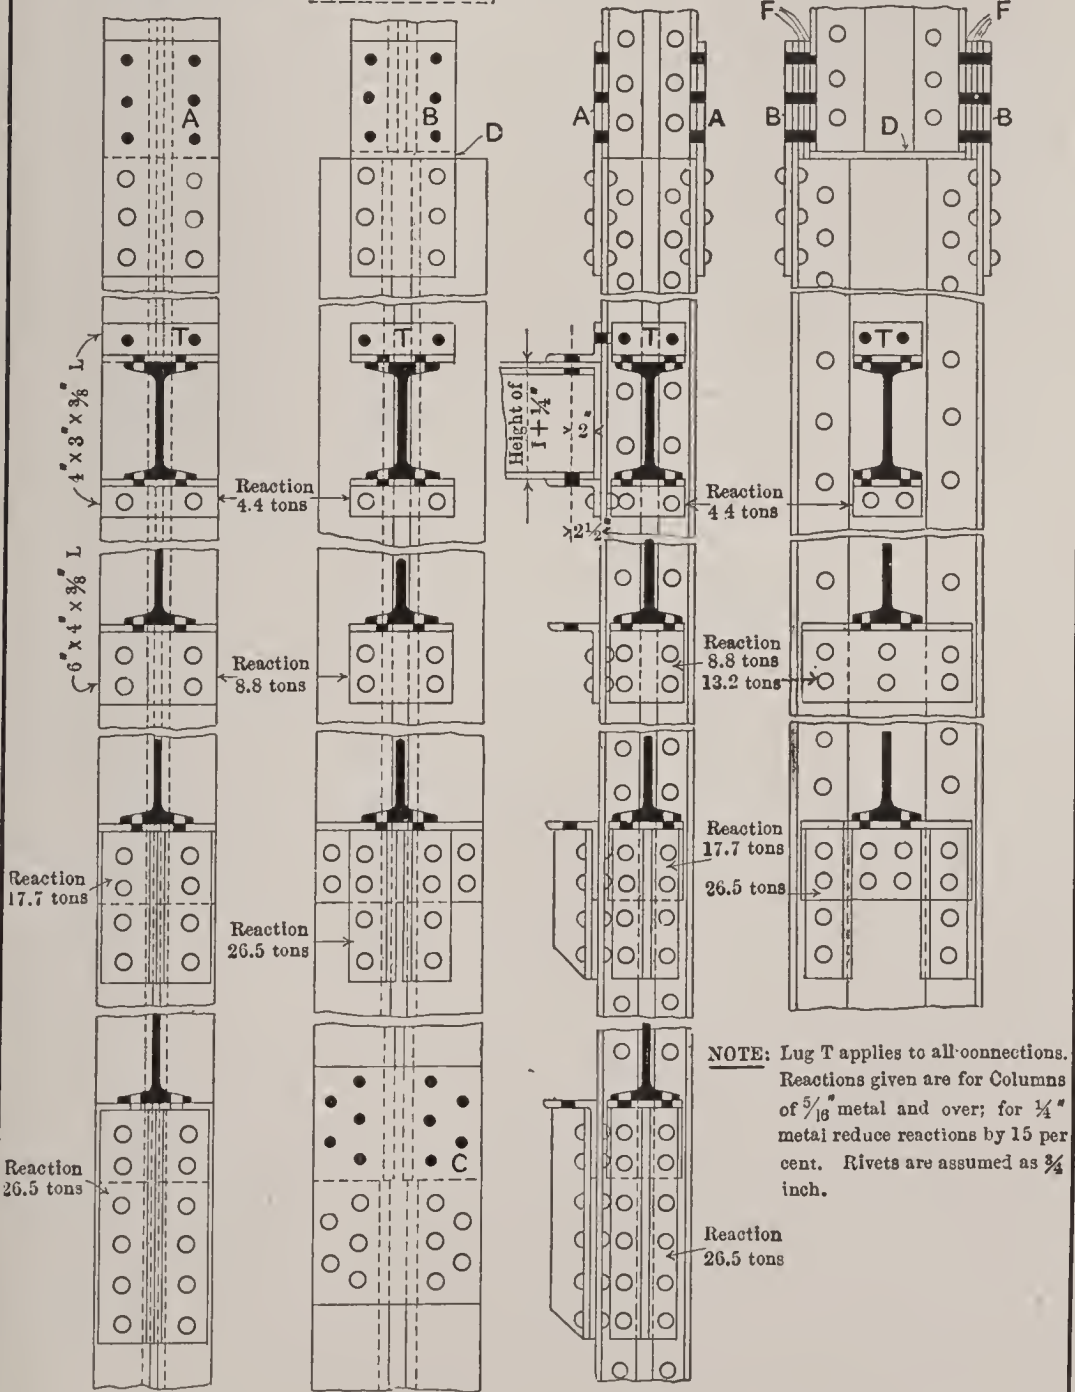 F
F
A
B
D
A
A
B
D
B
T
T
T
T
4" x 3" x 3/8" L
Height of
I + 1/4"
2"
2 1/2"
Reaction
4.4 tons
Reaction
4 4 tons
6" x 4" x 3/8" L
Reaction
8.8 tons
Reaction
8.8 tons
13.2 tons
Reaction
17.7 tons
Reaction
26.5 tons
Reaction
17.7 tons
26.5 tons
C
NOTE: Lug T applies to all connections.
Reactions given are for Columns
of 5/16" metal and over; for 1/4"
metal reduce reactions by 15 per
cent. Rivets are assumed as 3/4
inch.
Reaction
26.5 tons
Reaction
26.5 tons